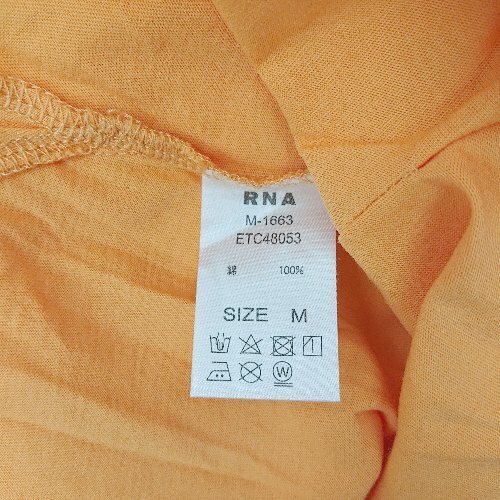 RNA
M-1663
ETC48053
綿 100%
SIZE M
W